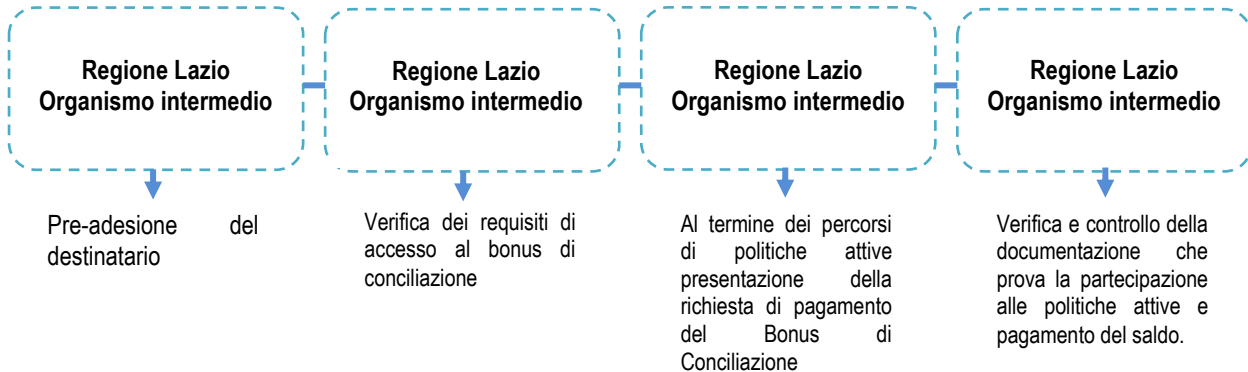 Regione Lazio
Organismo intermedio
Regione Lazio
Organismo intermedio
Regione Lazio
Organismo intermedio
Regione Lazio
Organismo intermedio
Pre-adesione del
destinatario
Verifica dei requisiti di
accesso al bonus di
conciliazione
Al termine dei percorsi
di politiche attive
presentazione della
richiesta di pagamento
del Bonus di
Conciliazione
Verifica e controllo della
documentazione che
prova la partecipazione
alle politiche attive e
pagamento del saldo.